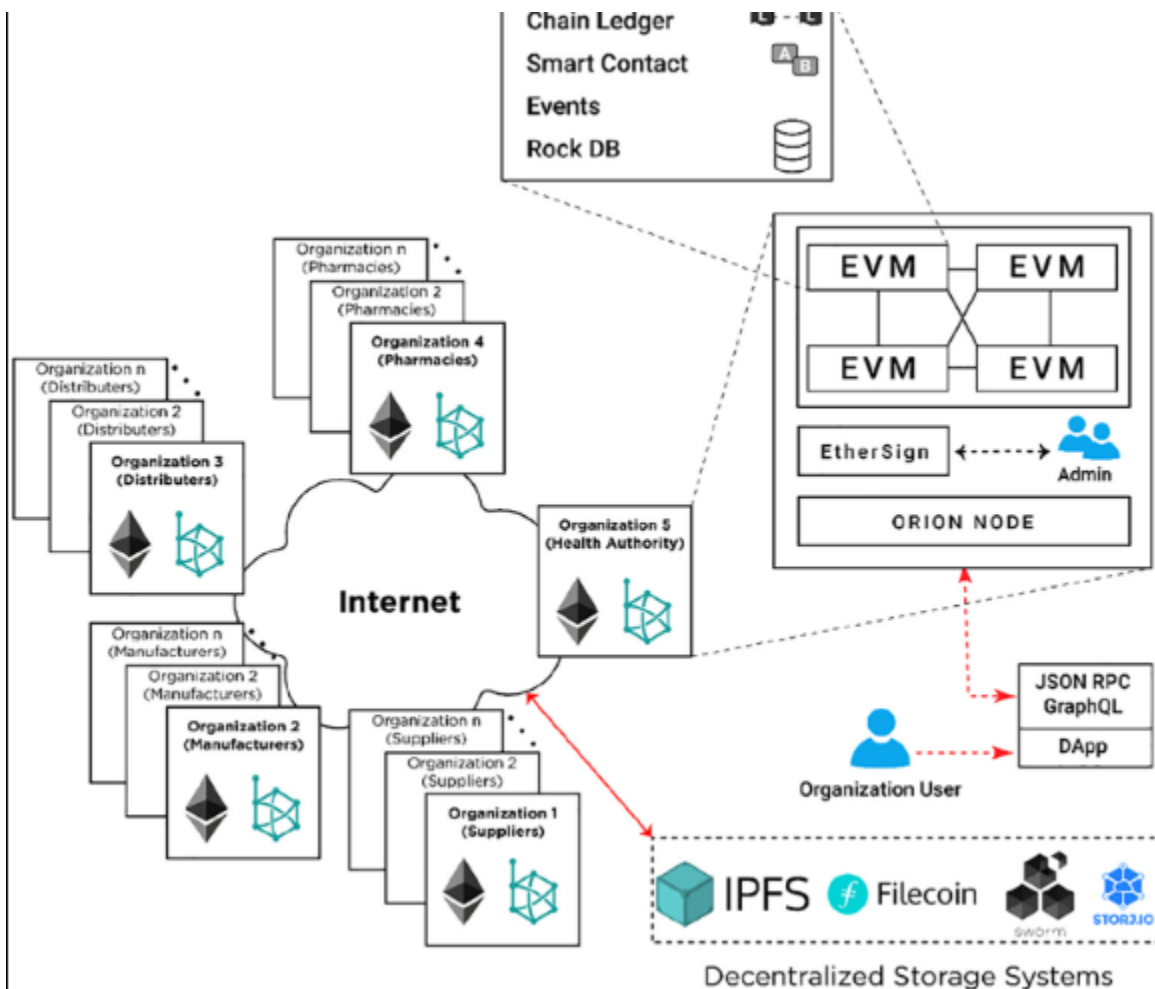 Chain Ledger
Smart Contact
Events
Rock DB
A
B
EVM
EVM
EVM
EVM
EtherSign
Admin
ORION NODE
Organization n
(Pharmacies)
Organization 2
(Pharmacies)
Organization 4
(Pharmacies)
Organization n
(Distributers)
Organization 2
(Distributers)
Organization 3
(Distributers)
Organization 5
(Health Authority)
Internet
Organization n
(Manufacturers)
Organization 2
(Manufacturers)
Organization 2
(Manufacturers)
Organization n
(Suppliers)
Organization 2
(Suppliers)
Organization 1
(Suppliers)
JSON RPC
GraphQL
DApp
Organization User
IPFS
Filecoin
swarm
STORJ.IO
Decentralized Storage Systems